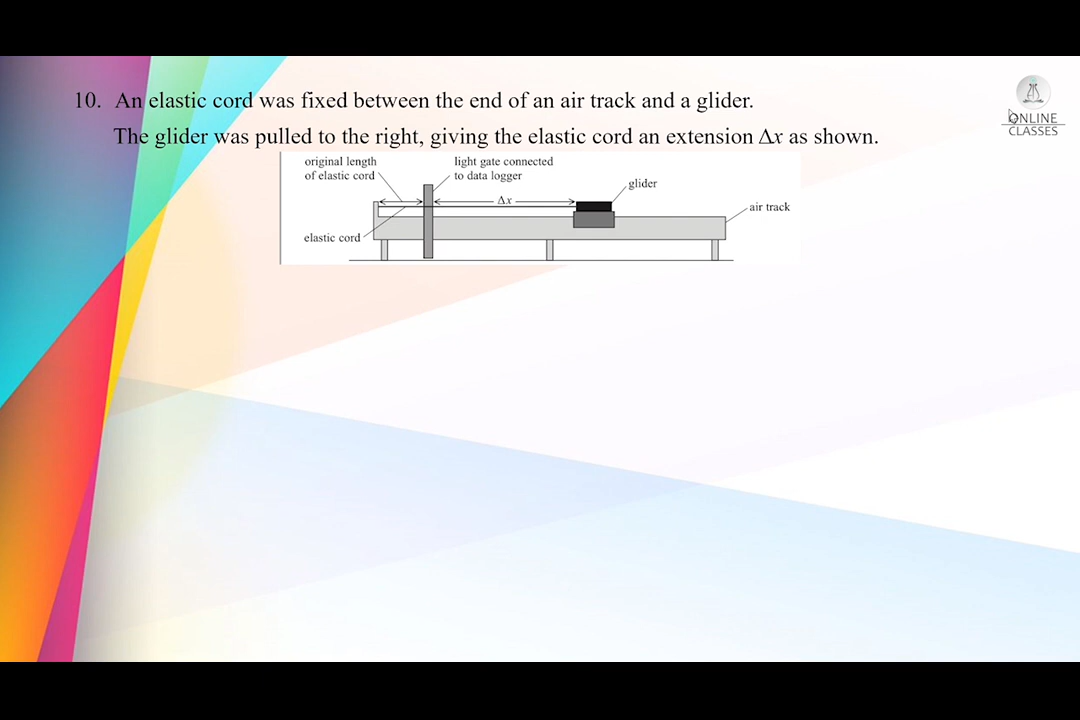 10. An elastic cord was fixed between the end of an air track and a glider.
The glider was pulled to the right, giving the elastic cord an extension Δx as shown.
original length
of elastic cord
light gate connected
to data logger
glider
Δx
air track
elastic cord
ONLINE
CLASSES